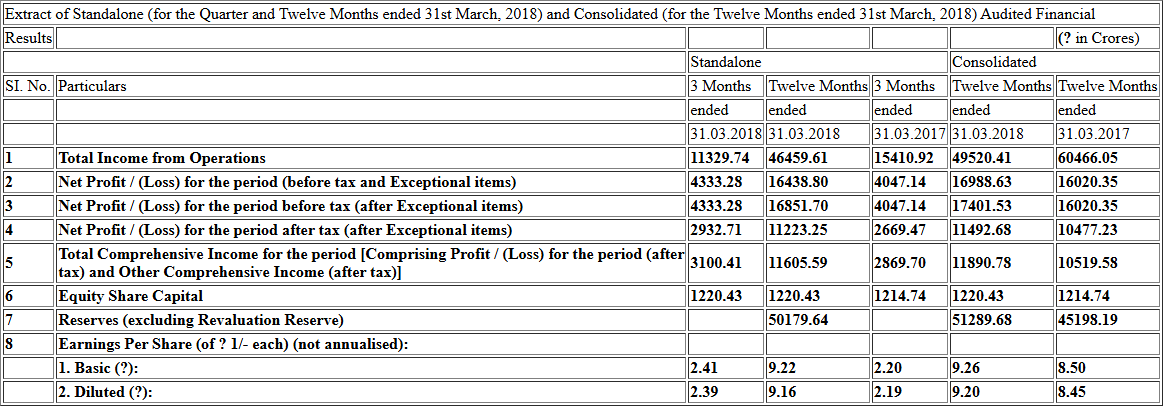 Extract of Standalone (for the Quarter and Twelve Months ended 31st March, 2018) and Consolidated (for the Twelve Months ended 31st March, 2018) Audited Financial
Results (? in Crores)
Standalone Consolidated
SI. No. Particulars 3 Months Twelve Months 3 Months Twelve Months Twelve Months
ended ended ended ended ended
31.03.2018 31.03.2018 31.03.2017 31.03.2018 31.03.2017
1 Total Income from Operations 11329.74 46459.61 15410.92 49520.41 60466.05
2 Net Profit / (Loss) for the period (before tax and Exceptional items) 4333.28 16438.80 4047.14 16988.63 16020.35
3 Net Profit / (Loss) for the period before tax (after Exceptional items) 4333.28 16851.70 4047.14 17401.53 16020.35
4 Net Profit / (Loss) for the period after tax (after Exceptional items) 2932.71 11223.25 2669.47 11492.68 10477.23
5 Total Comprehensive Income for the period [Comprising Profit / (Loss) for the period (after
tax) and Other Comprehensive Income (after tax)] 3100.41 11605.59 2869.70 11890.78 10519.58
6 Equity Share Capital 1220.43 1220.43 1214.74 1220.43 1214.74
7 Reserves (excluding Revaluation Reserve) 50179.64 51289.68 45198.19
8 Earnings Per Share (of ? 1/- each) (not annualised):
1. Basic (?): 2.41 9.22 2.20 9.26 8.50
2. Diluted (?): 2.39 9.16 2.19 9.20 8.45